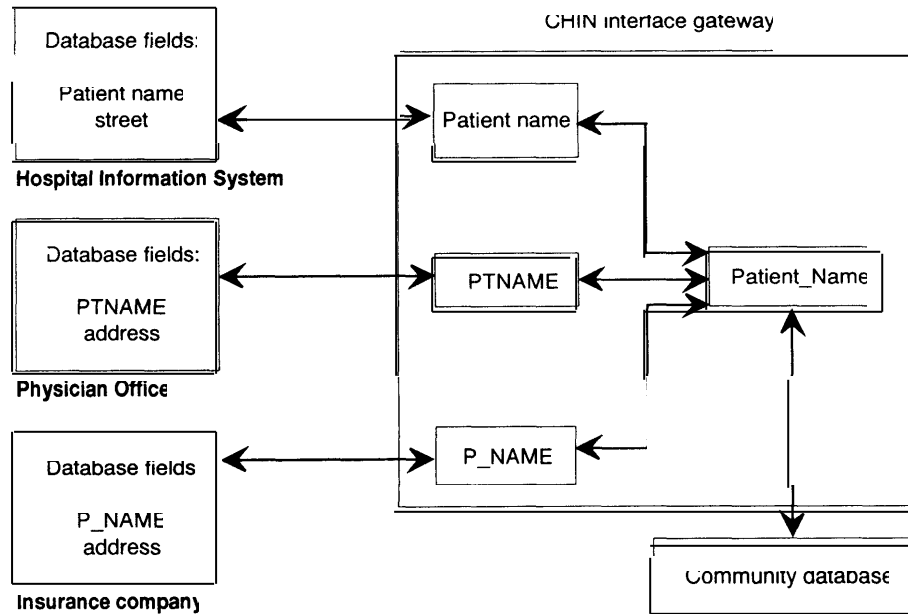 CHIN interface gateway
Database fields:
Patient name
street
Hospital Information System
Patient name
Database fields:
PTNAME
address
Physician Office
PTNAME
Patient_Name
Database fields
P_NAME
address
Insurance company
P_NAME
Community database